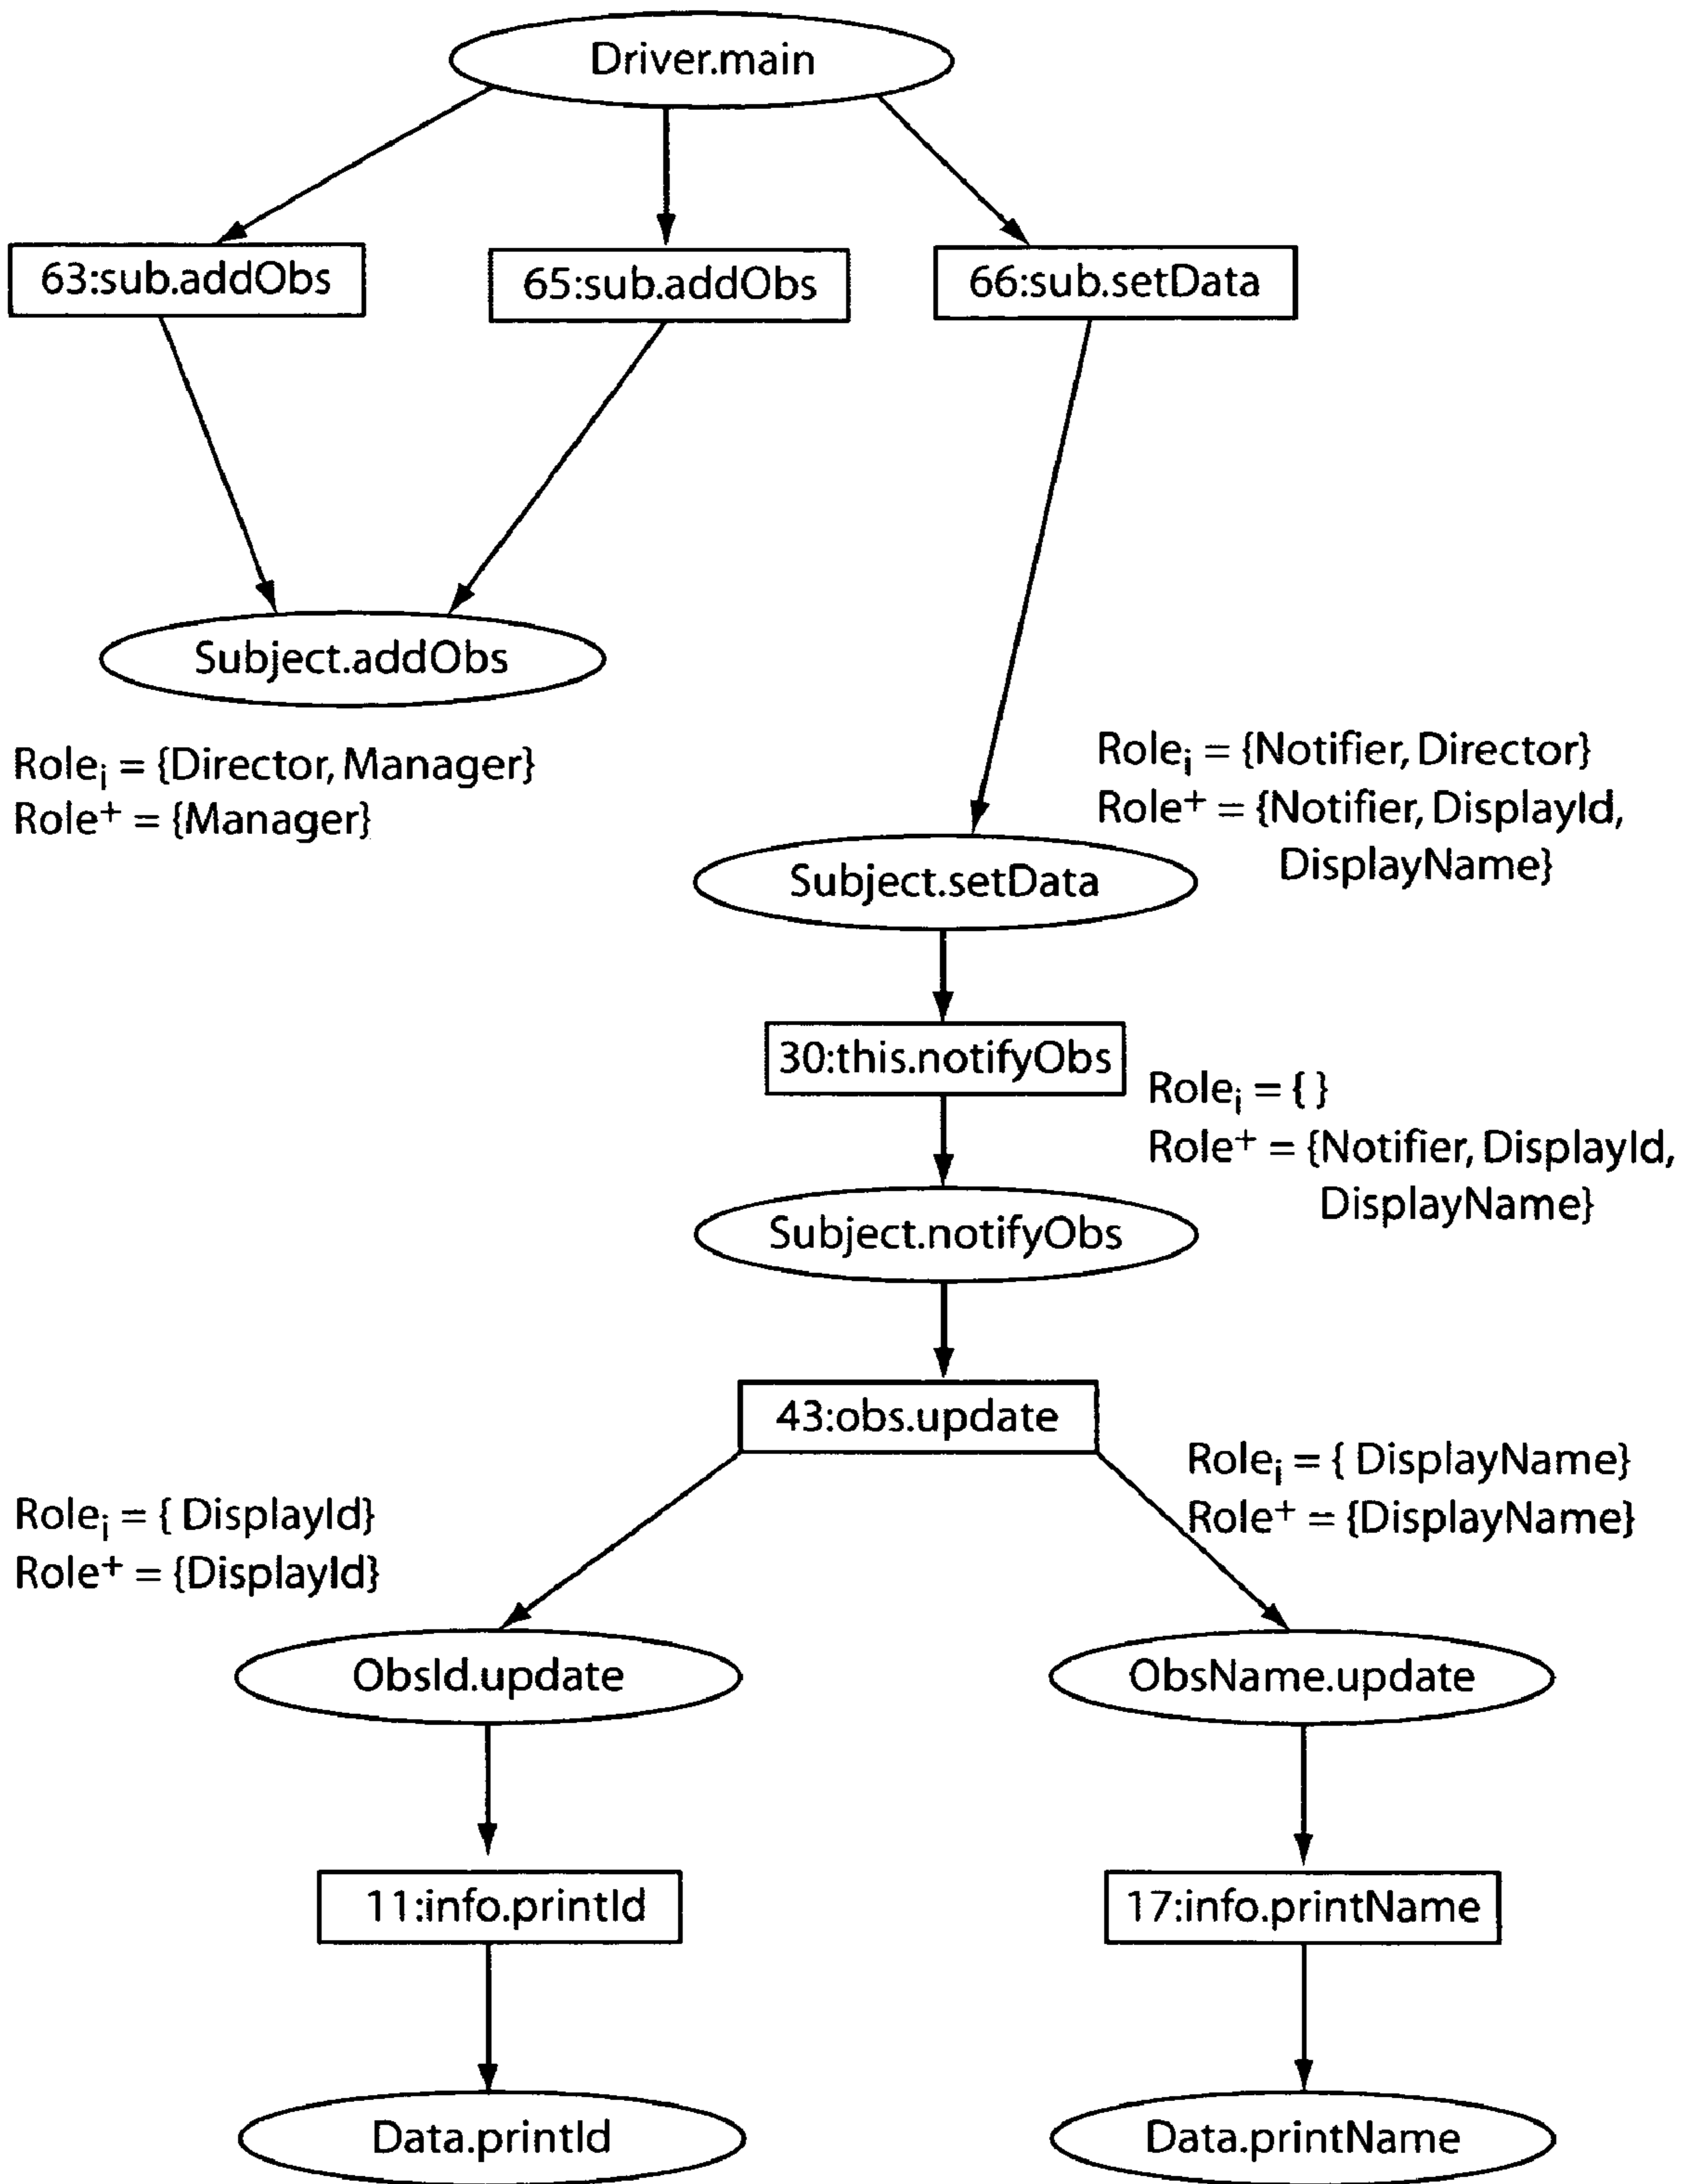 Driver.main
63:sub.addObs
65:sub.addObs
66:sub.setData
Subject.addObs
Roleᵢ = {Director, Manager}
Role⁺ = {Manager}
Roleᵢ = {Notifier, Director}
Role⁺ = {Notifier, DisplayId,
DisplayName}
Subject.setData
30:this.notifyObs
Roleᵢ = { }
Role⁺ = {Notifier, DisplayId,
DisplayName}
Subject.notifyObs
43:obs.update
Roleᵢ = { DisplayId}
Role⁺ = {DisplayId}
Roleᵢ = { DisplayName}
Role⁺ = {DisplayName}
ObsId.update
ObsName.update
11:info.printId
17:info.printName
Data.printId
Data.printName